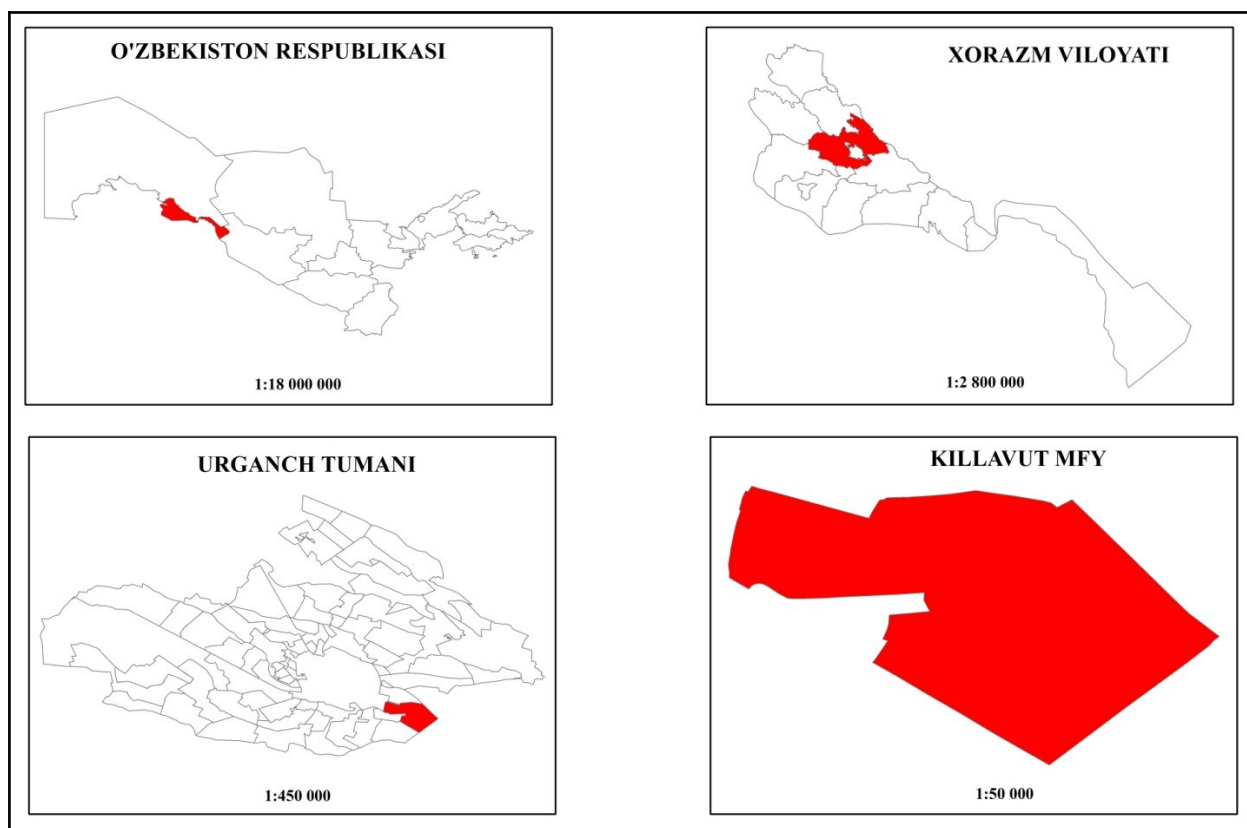 O'ZBEKISTON RESPUBLIKASI
1:18 000 000
XORAZM VILOYATI
1:2 800 000
URGANCH TUMANI
1:450 000
KILLAVUT MFY
1:50 000